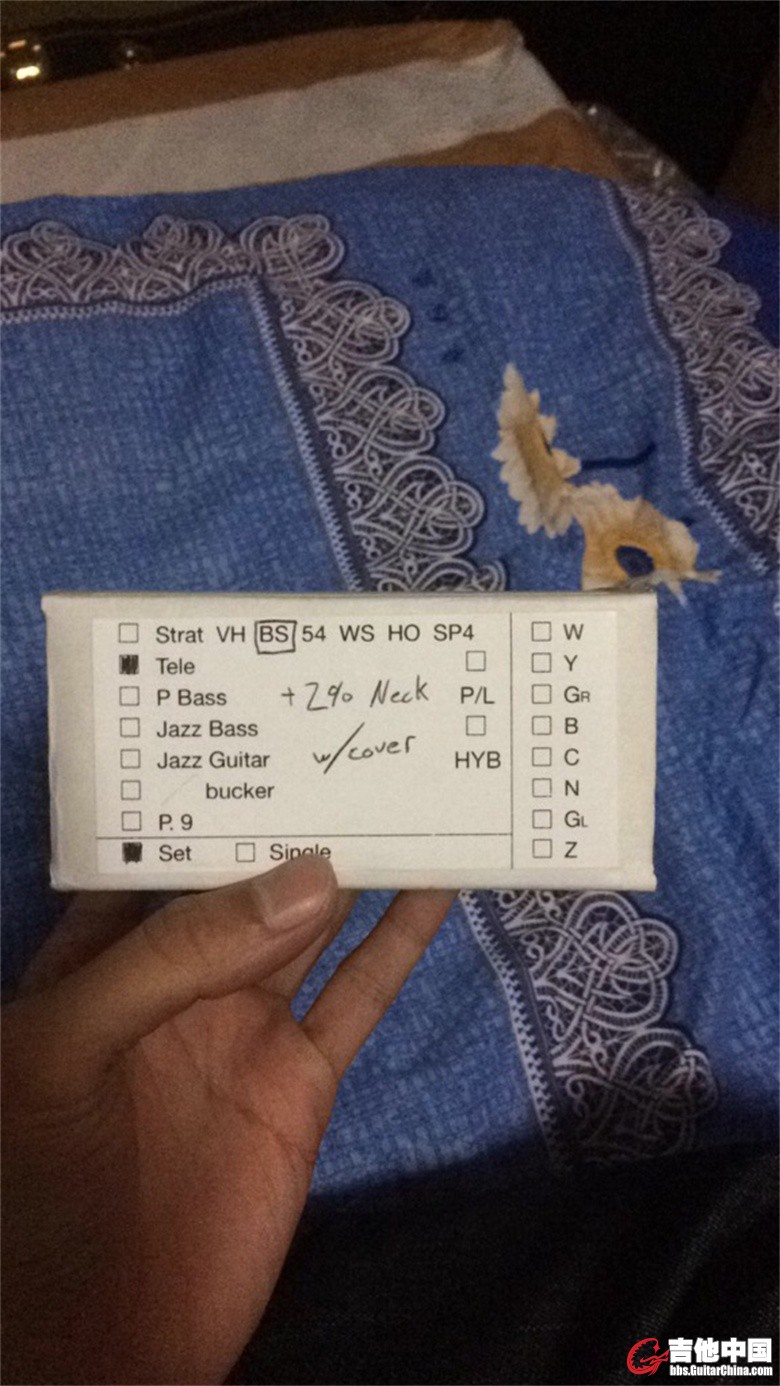 Strat VH BS 54 WS HO SP4
Tele
P Bass
+2% Neck
P/L
Jazz Bass
Jazz Guitar
w/cover
HYB
bucker
P.9
Set
Single
W
Y
GR
B
C
N
GL
Z
吉他中国
bbs.GuitarChina.com